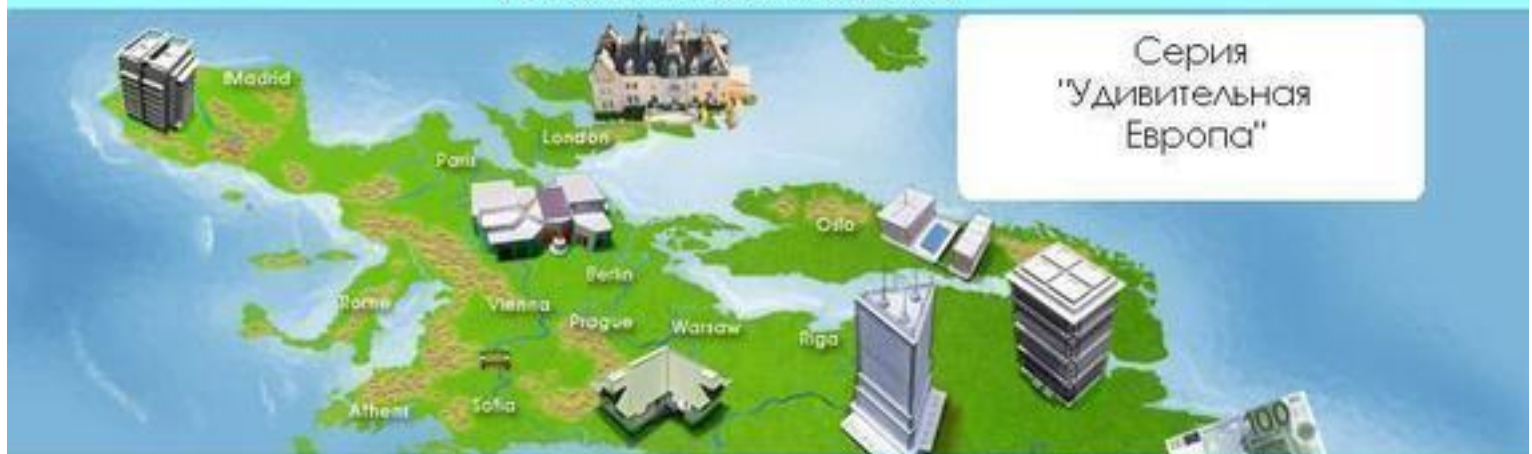 Серия
"Удивительная
Европа"
Madrid
London
Paris
Oslo
Berlin
Rome
Vienna
Prague
Warsaw
Riga
Athens
Sofia
100